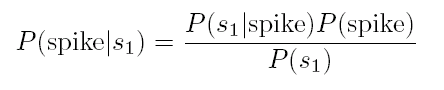 P(spike|s₁) = P(s₁|spike)P(spike) / P(s₁)